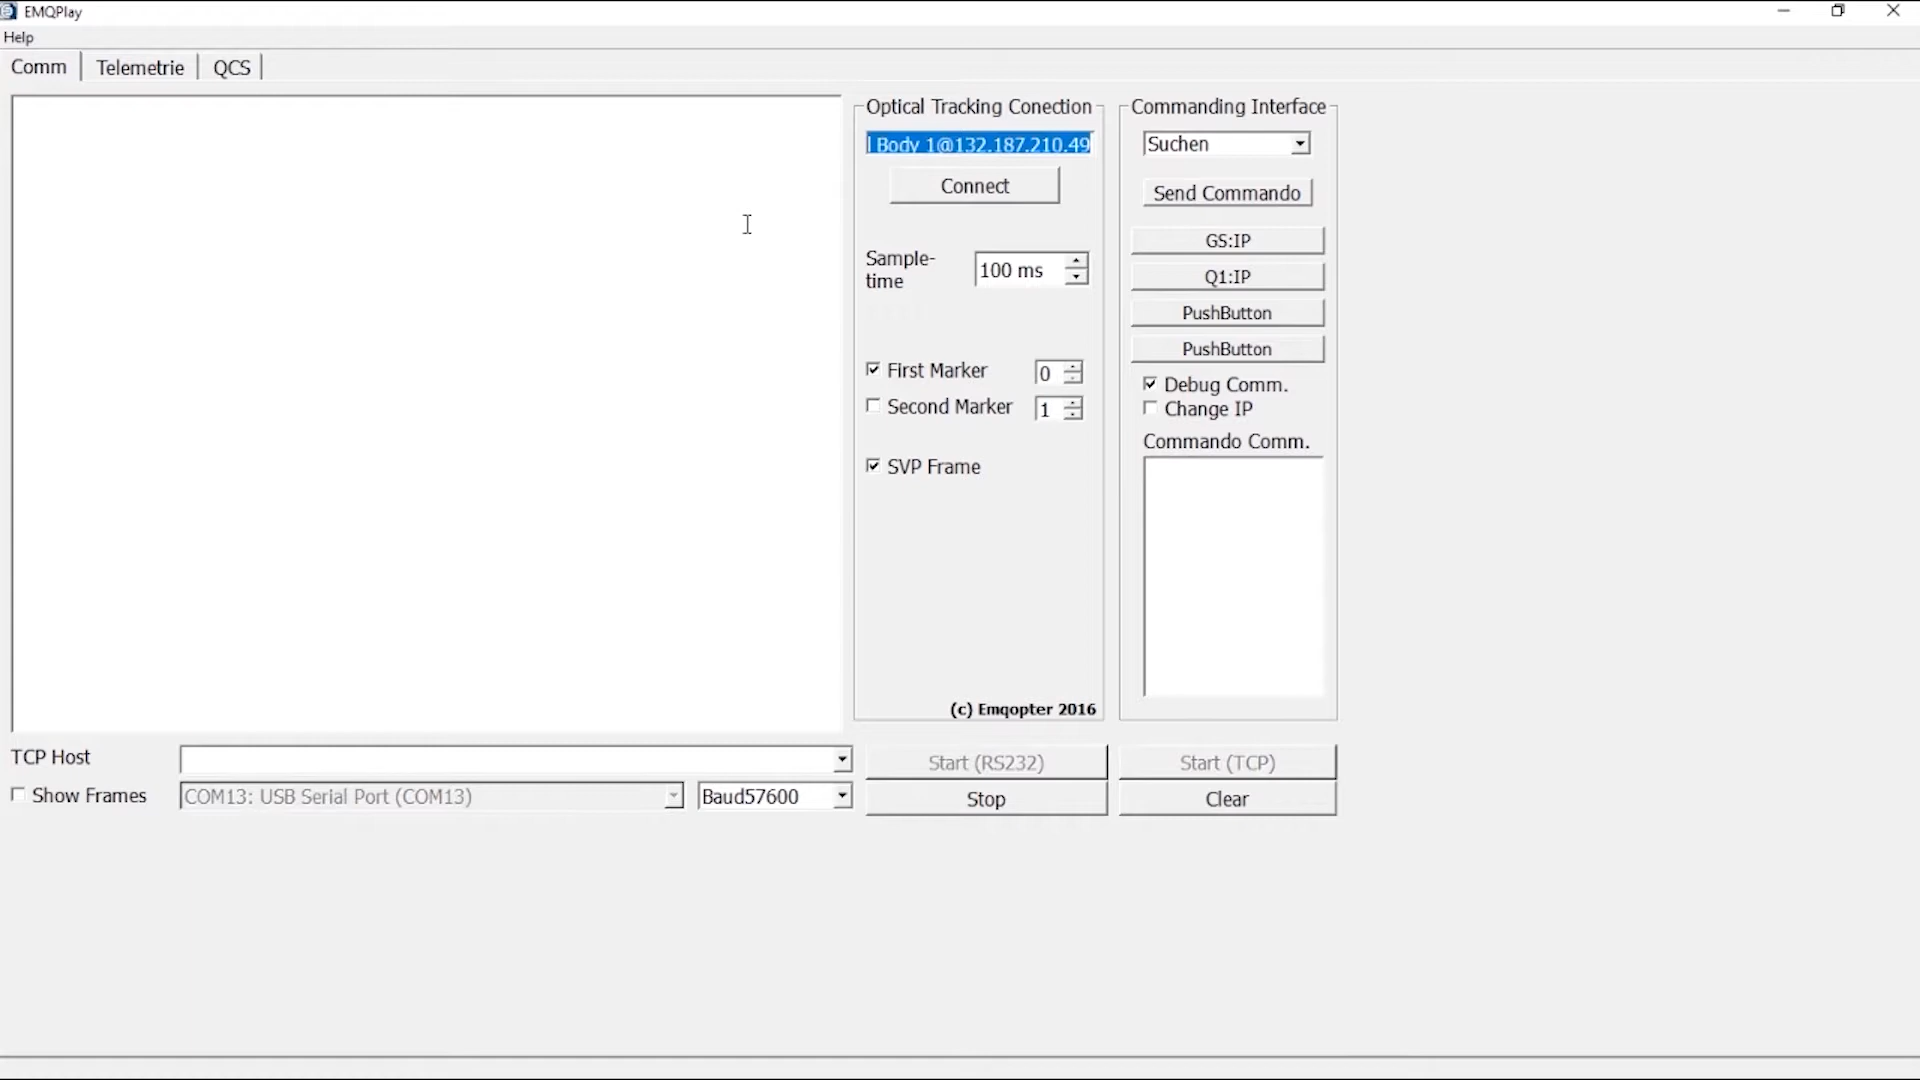 EMQPlay
Help
Comm
Telemetrie
QCS
Optical Tracking Conection
l Body 1@132.187.210.49
Connect
Sample-
time
100 ms
First Marker
0
Second Marker
1
SVP Frame
(c) Emqopter 2016
Commanding Interface
Suchen
Send Commando
GS:IP
Q1:IP
PushButton
PushButton
Debug Comm.
Change IP
Commando Comm.
TCP Host
Start (RS232)
Start (TCP)
Show Frames
COM13: USB Serial Port (COM13)
Baud57600
Stop
Clear